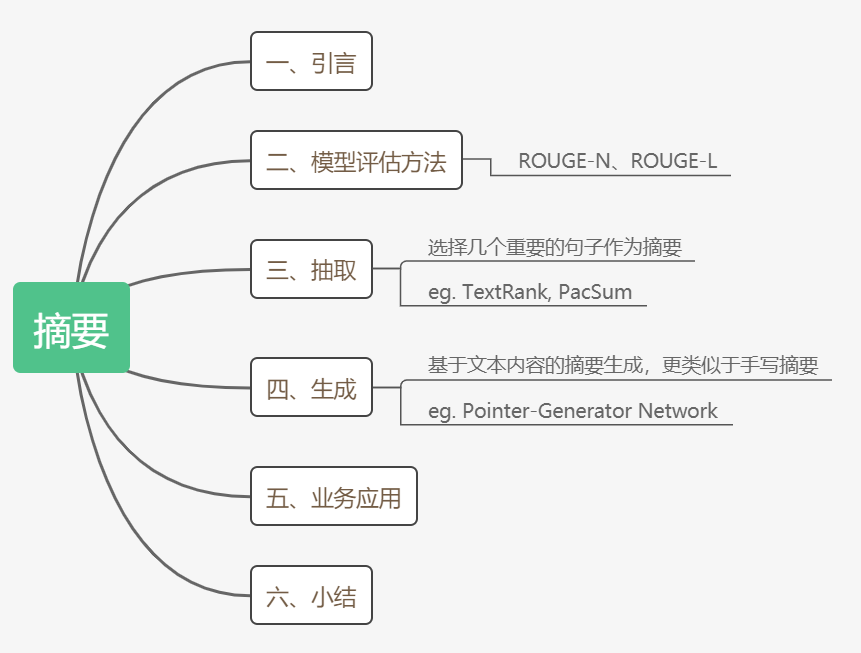 摘要
一、引言
二、模型评估方法
ROUGE-N、ROUGE-L
三、抽取
选择几个重要的句子作为摘要
eg. TextRank, PacSum
四、生成
基于文本内容的摘要生成，更类似于手写摘要
eg. Pointer-Generator Network
五、业务应用
六、小结